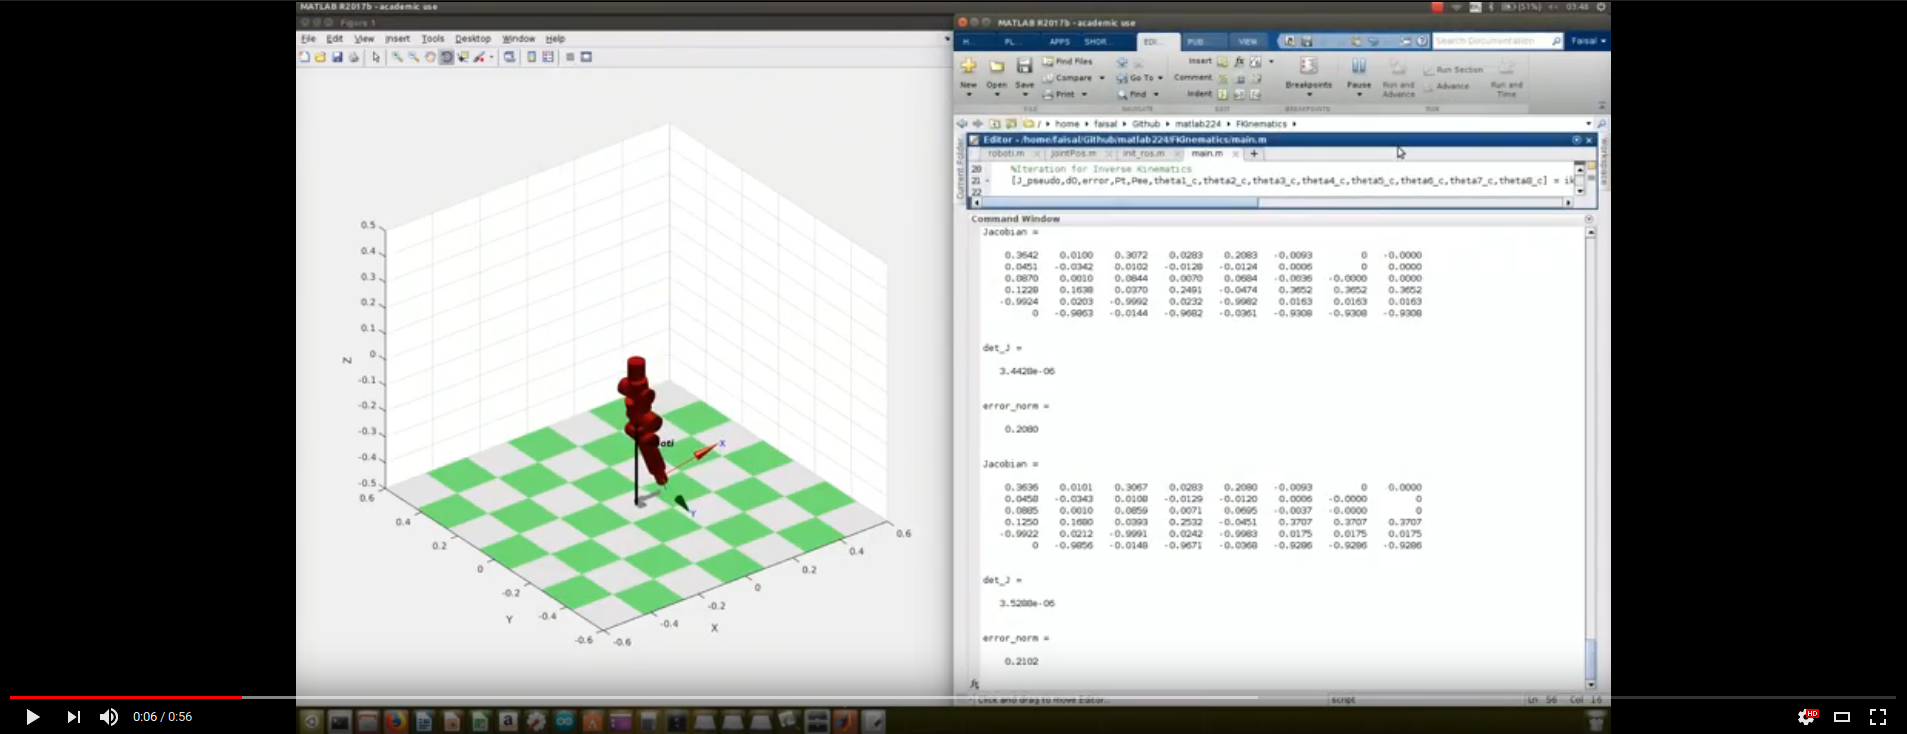 MATLAB R2017b - academic use
Figure 1
File Edit View Insert Tools Desktop Window Help
0.5
0.4
0.3
0.2
0.1
0
-0.1
-0.2
-0.3
-0.4
-0.5
Z
0.6
0.4
0.2
0
-0.2
-0.4
-0.6
Y
-0.6
-0.4
-0.2
0
0.2
0.4
0.6
X
X
Y
(51%) 03:48
MATLAB R2017b - academic use
H... PL... APPS SHOR... EDI... PUB... VIEW Search Documentation Faisal
New Open Save Find Files Compare Print Go To Find Insert Comment Indent Breakpoints Pause Run and Advance Run Section Advance Run and Time
FILE NAVIGATE EDIT BREAKPOINTS RUN
/ home faisal Github matlab224 FKinematics
Current Folder
Workspace
Editor - /home/faisal/Github/matlab224/FKinematics/main.m
roboti.m JointPos.m init_ros.m main.m +
20 %Iteration for Inverse Kinematics
21 - [J_pseudo,dO,error,Pt,Pee,theta1_c,theta2_c,theta3_c,theta4_c,theta5_c,theta6_c,theta7_c,theta8_c] = ik
22
Command Window
Jacobian =
0.3642 0.0100 0.3072 0.0283 0.2083 -0.0093 0 -0.0000
0.0451 -0.0342 0.0102 -0.0128 -0.0124 0.0006 0 0.0000
0.0870 0.0010 0.0844 0.0070 0.0684 -0.0036 -0.0000 0.0000
0.1228 0.1638 0.0370 0.2491 -0.0474 0.3652 0.3652 0.3652
-0.9924 0.0203 -0.9992 0.0232 -0.9982 0.0163 0.0163 0.0163
0 -0.9863 -0.0144 -0.9682 -0.0361 -0.9308 -0.9308 -0.9308
det_J =
3.4428e-06
error_norm =
0.2080
Jacobian =
0.3636 0.0101 0.3067 0.0283 0.2080 -0.0093 0 0.0000
0.0458 -0.0343 0.0108 -0.0129 -0.0120 0.0006 -0.0000 0
0.0885 0.0010 0.0859 0.0071 0.0695 -0.0037 -0.0000 0
0.1250 0.1680 0.0393 0.2532 -0.0451 0.3707 0.3707 0.3707
-0.9922 0.0212 -0.9991 0.0242 -0.9983 0.0175 0.0175 0.0175
0 -0.9856 -0.0148 -0.9671 -0.0368 -0.9286 -0.9286 -0.9286
det_J =
3.5288e-06
error_norm =
0.2102
fx
Click and drag to move Editor... script Ln 56 Col 16
0:06 / 0:56
HD